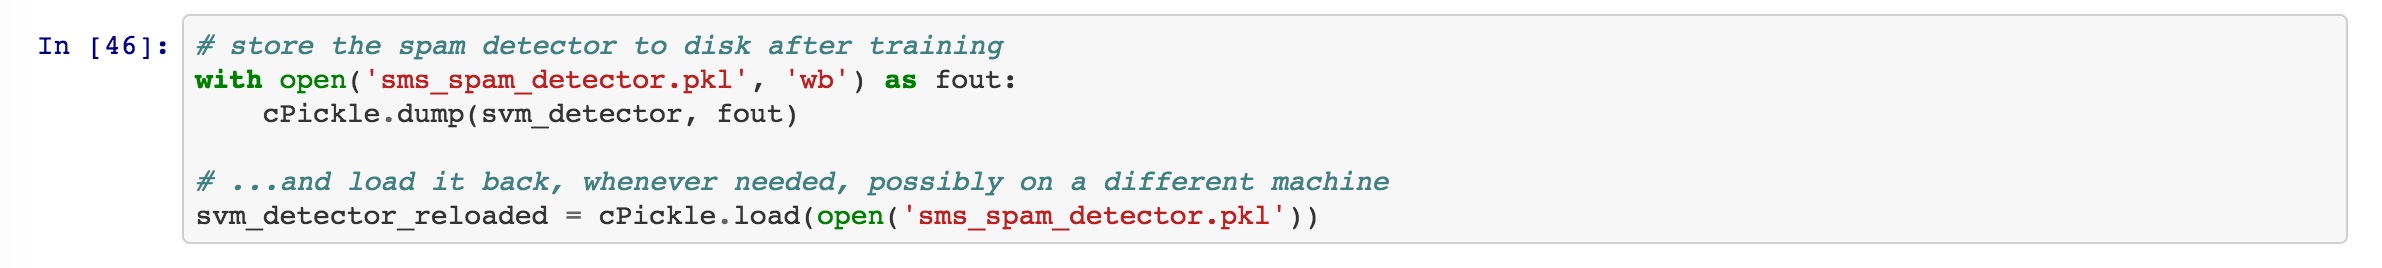 In [46]: # store the spam detector to disk after training
with open('sms_spam_detector.pkl', 'wb') as fout:
    cPickle.dump(svm_detector, fout)

# ...and load it back, whenever needed, possibly on a different machine
svm_detector_reloaded = cPickle.load(open('sms_spam_detector.pkl'))